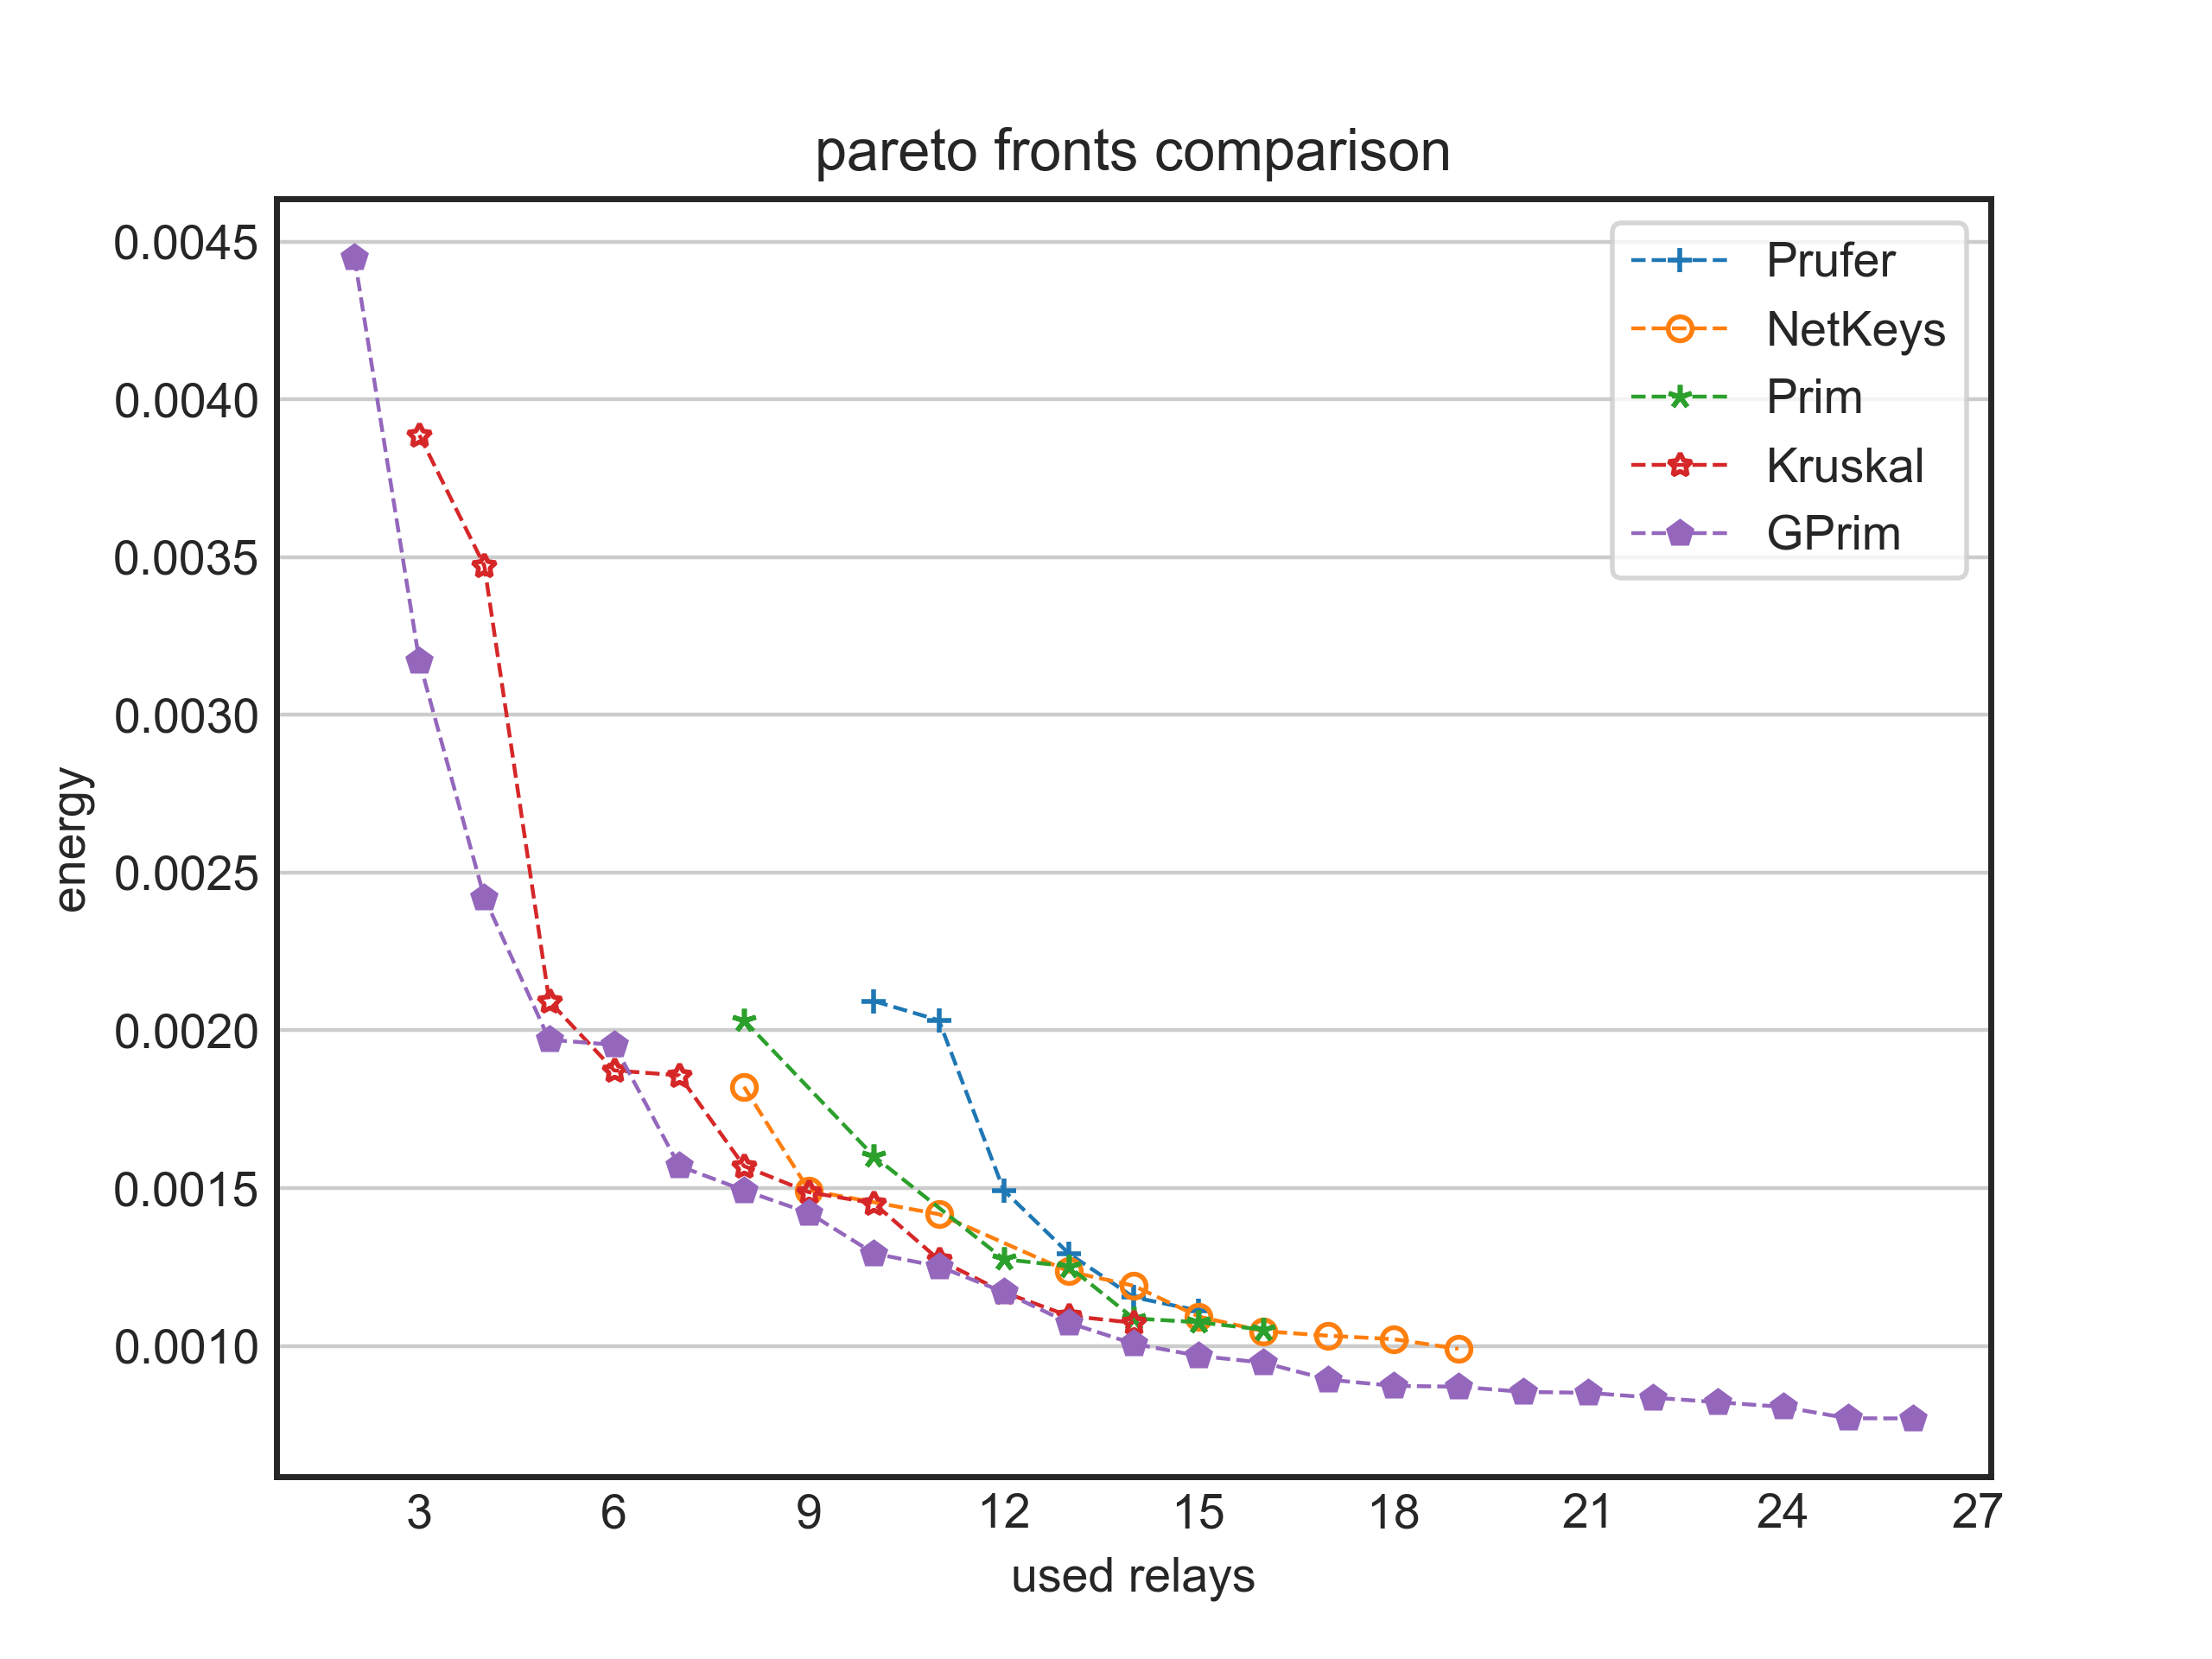 pareto fronts comparison
0.0045
0.0040
0.0035
0.0030
0.0025
0.0020
0.0015
0.0010
energy
Prufer
NetKeys
Prim
Kruskal
GPrim
3 6 9 12 15 18 21 24 27
used relays